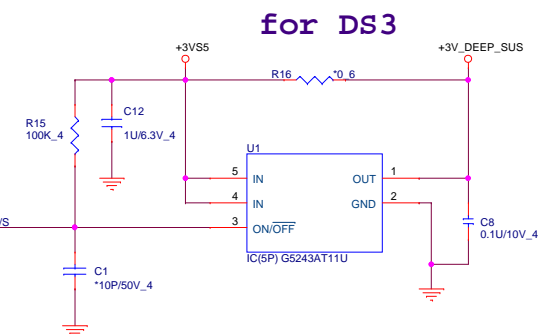 for DS3
+3VS5
+3V_DEEP_SUS
R16
*0_6
C12
1U/6.3V_4
R15
100K_4
U1
5
IN
4
IN
3
ON/OFF
OUT
1
GND
2
IC(5P) G5243AT11U
C8
0.1U/10V_4
/S
C1
*10P/50V_4